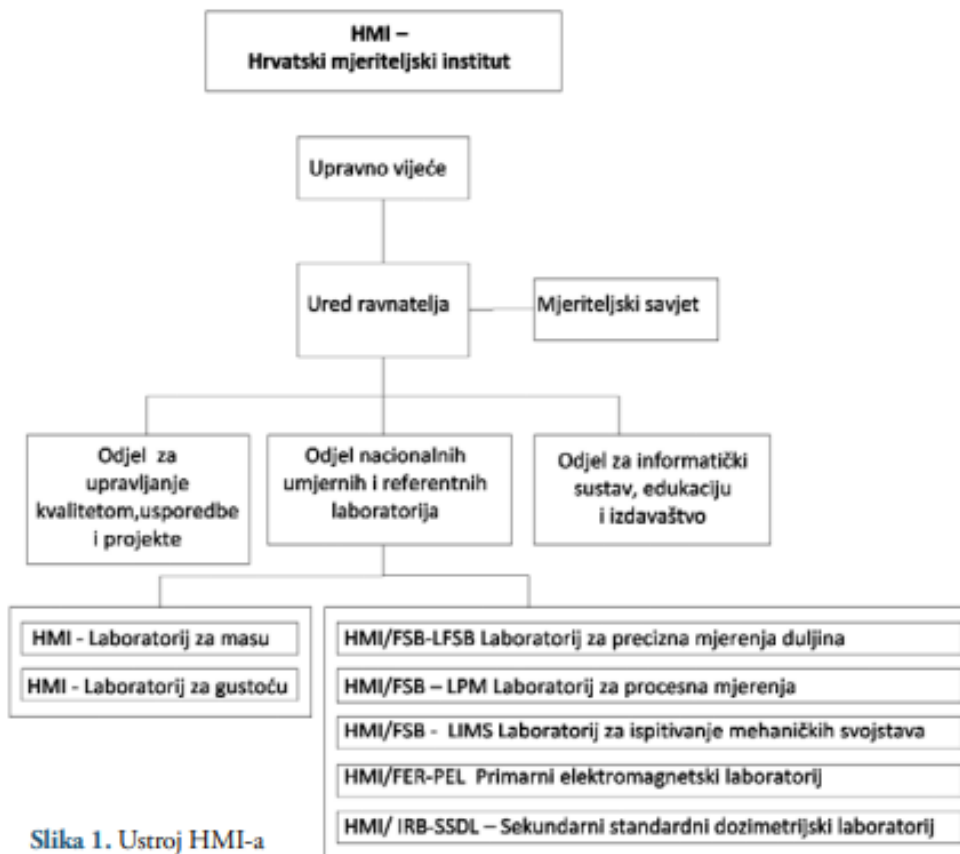 HMI –
Hrvatski mjeriteljski institut
Upravno vijeće
Ured ravnatelja
Mjeriteljski savjet
Odjel za
upravljanje
kvalitetom,usporedbe
i projekte
Odjel nacionalnih
umjernih i referentnih
laboratorija
Odjel za informatički
sustav, edukaciju
i izdavaštvo
HMI - Laboratorij za masu
HMI - Laboratorij za gustoću
HMI/FSB-LFSB Laboratorij za precizna mjerenja duljina
HMI/FSB – LPM Laboratorij za procesna mjerenja
HMI/FSB - LIMS Laboratorij za ispitivanje mehaničkih svojstava
HMI/FER-PEL Primarni elektromagnetski laboratorij
HMI/ IRB-SSDL – Sekundarni standardni dozimetrijski laboratorij
Slika 1. Ustroj HMI-a